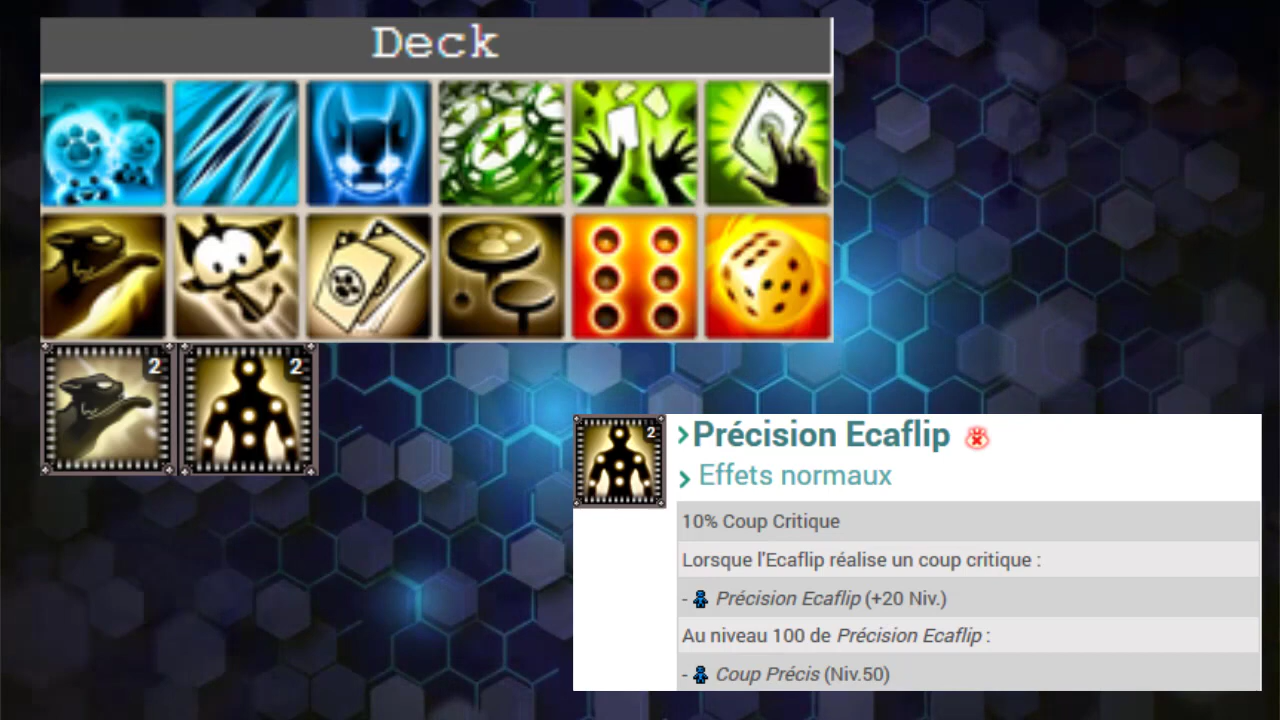 Deck
2
2
2
Précision Ecaflip
Effets normaux
10% Coup Critique
Lorsque l'Ecaflip réalise un coup critique :
- Précision Ecaflip (+20 Niv.)
Au niveau 100 de Précision Ecaflip :
- Coup Précis (Niv.50)